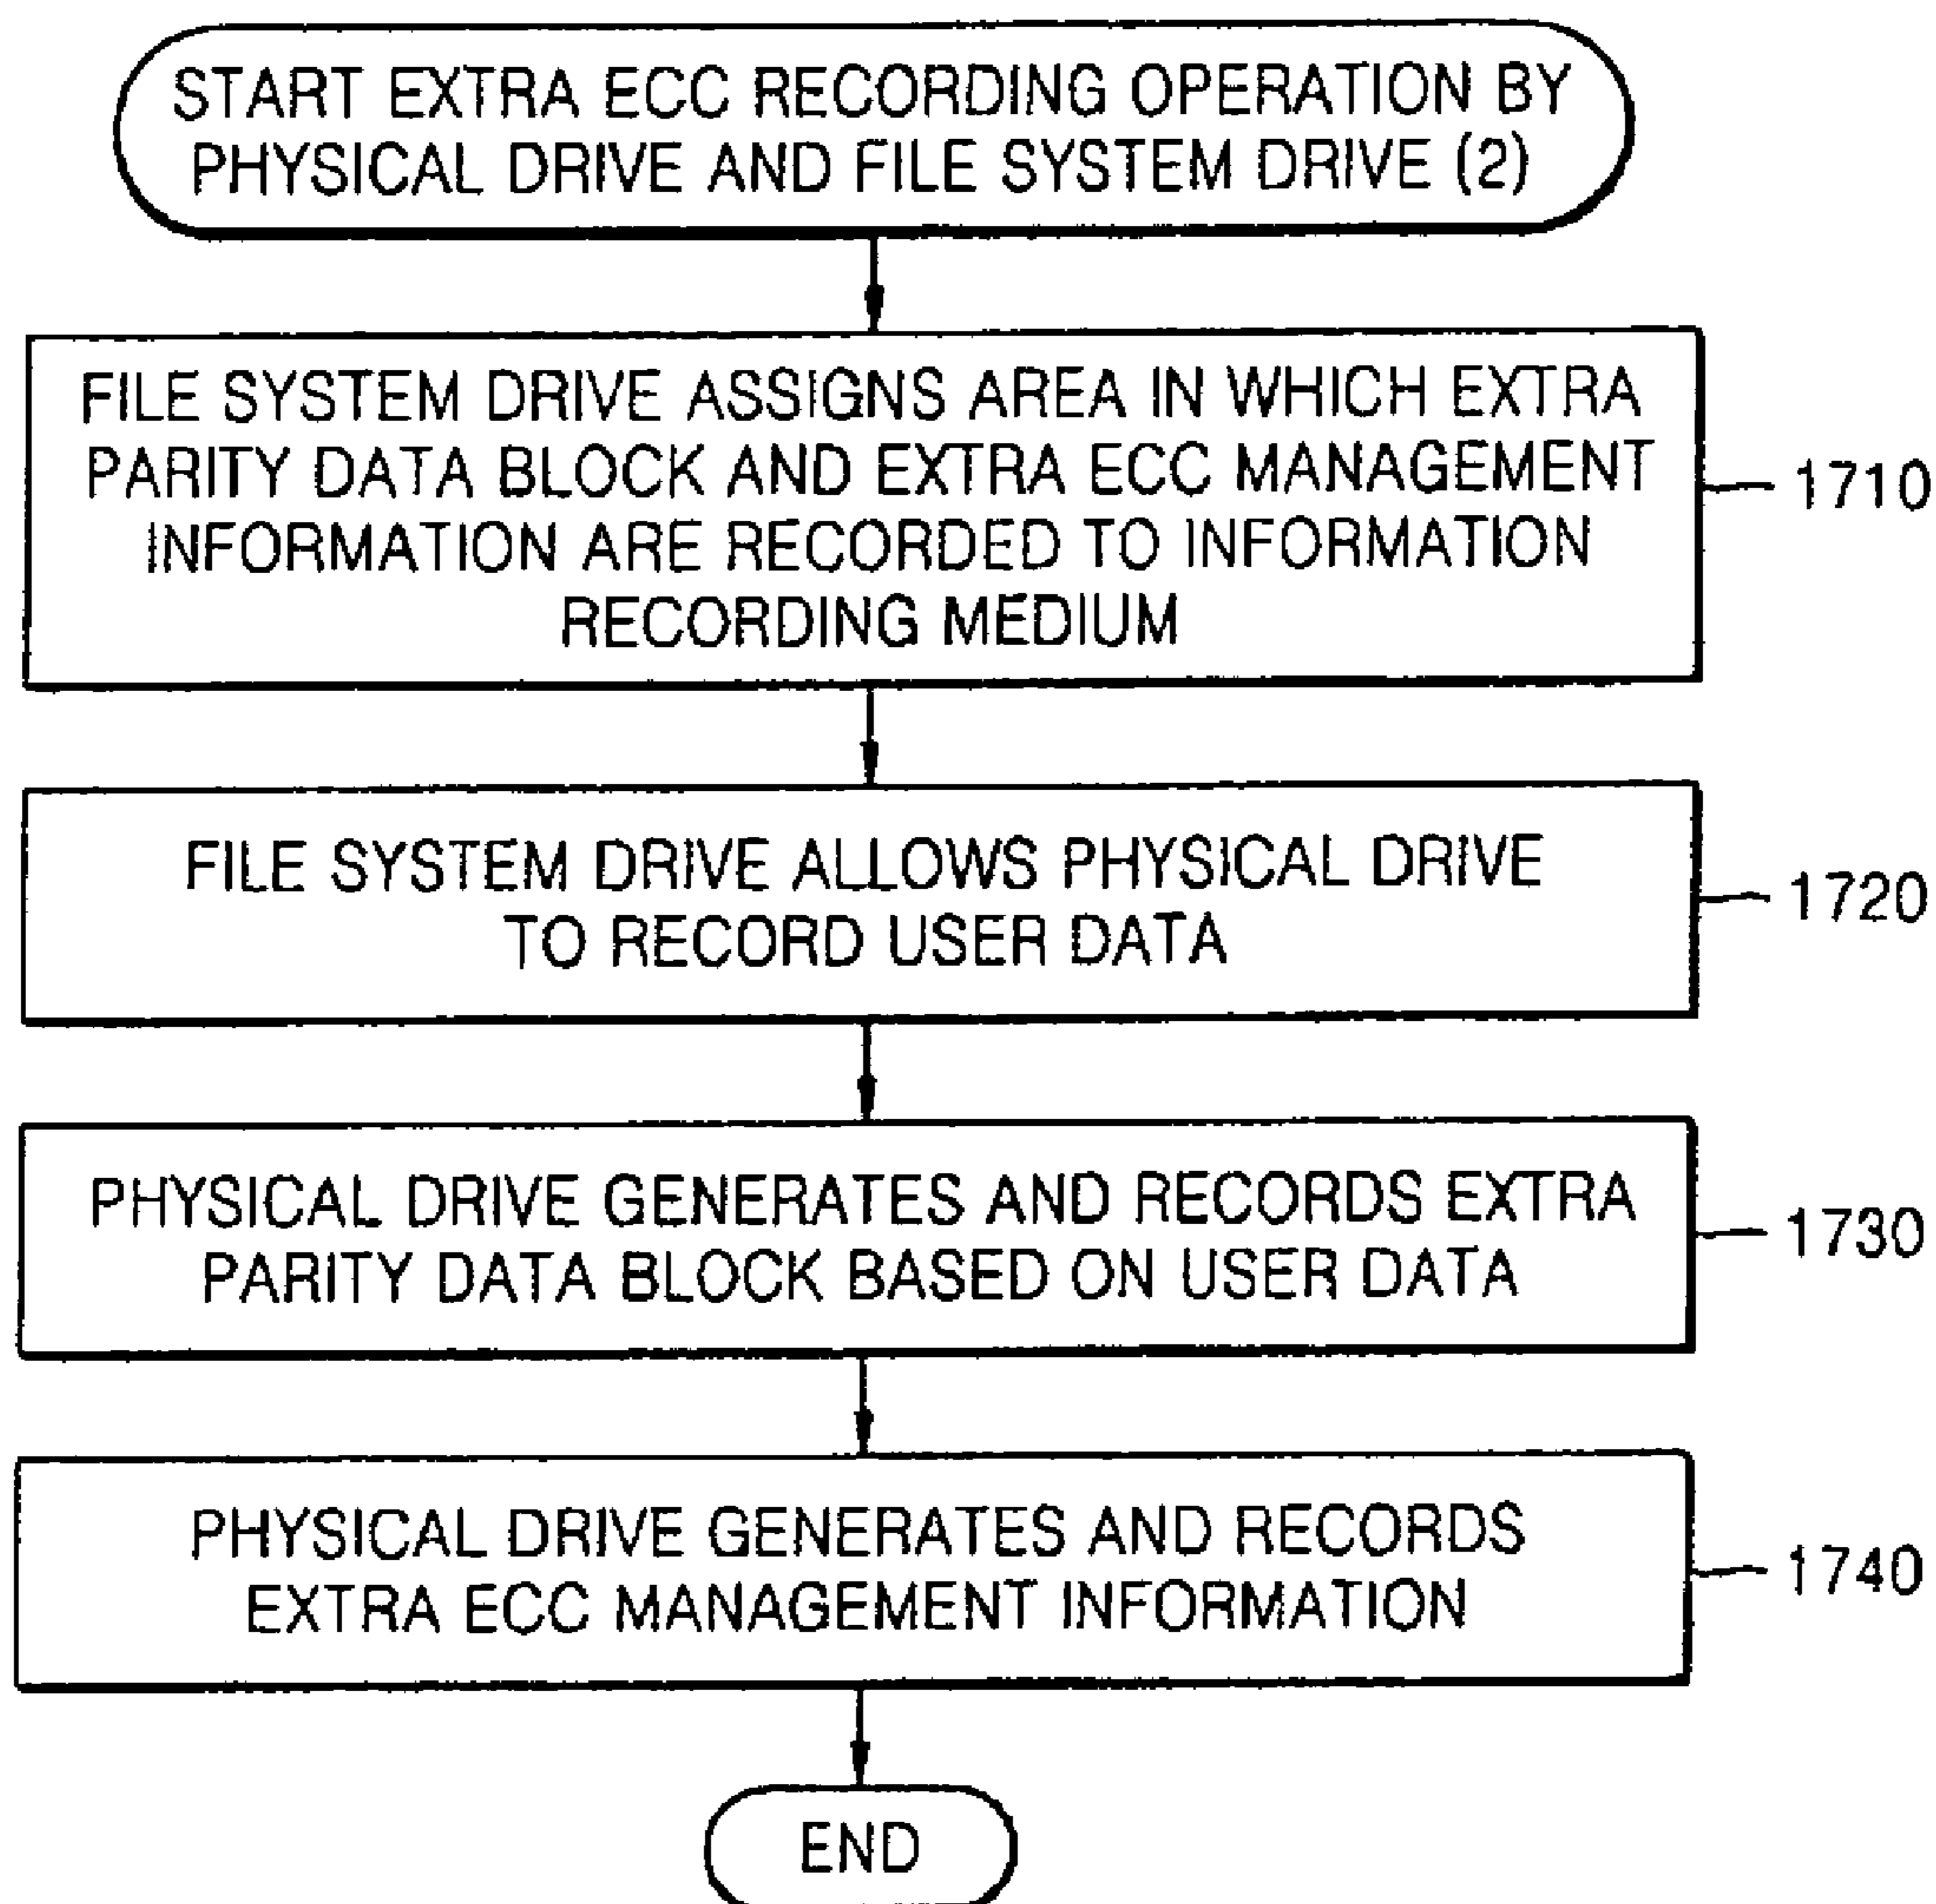 START EXTRA ECC RECORDING OPERATION BY
PHYSICAL DRIVE AND FILE SYSTEM DRIVE (2)
FILE SYSTEM DRIVE ASSIGNS AREA IN WHICH EXTRA
PARITY DATA BLOCK AND EXTRA ECC MANAGEMENT
INFORMATION ARE RECORDED TO INFORMATION
RECORDING MEDIUM
1710
FILE SYSTEM DRIVE ALLOWS PHYSICAL DRIVE
TO RECORD USER DATA
1720
PHYSICAL DRIVE GENERATES AND RECORDS EXTRA
PARITY DATA BLOCK BASED ON USER DATA
1730
PHYSICAL DRIVE GENERATES AND RECORDS
EXTRA ECC MANAGEMENT INFORMATION
1740
END